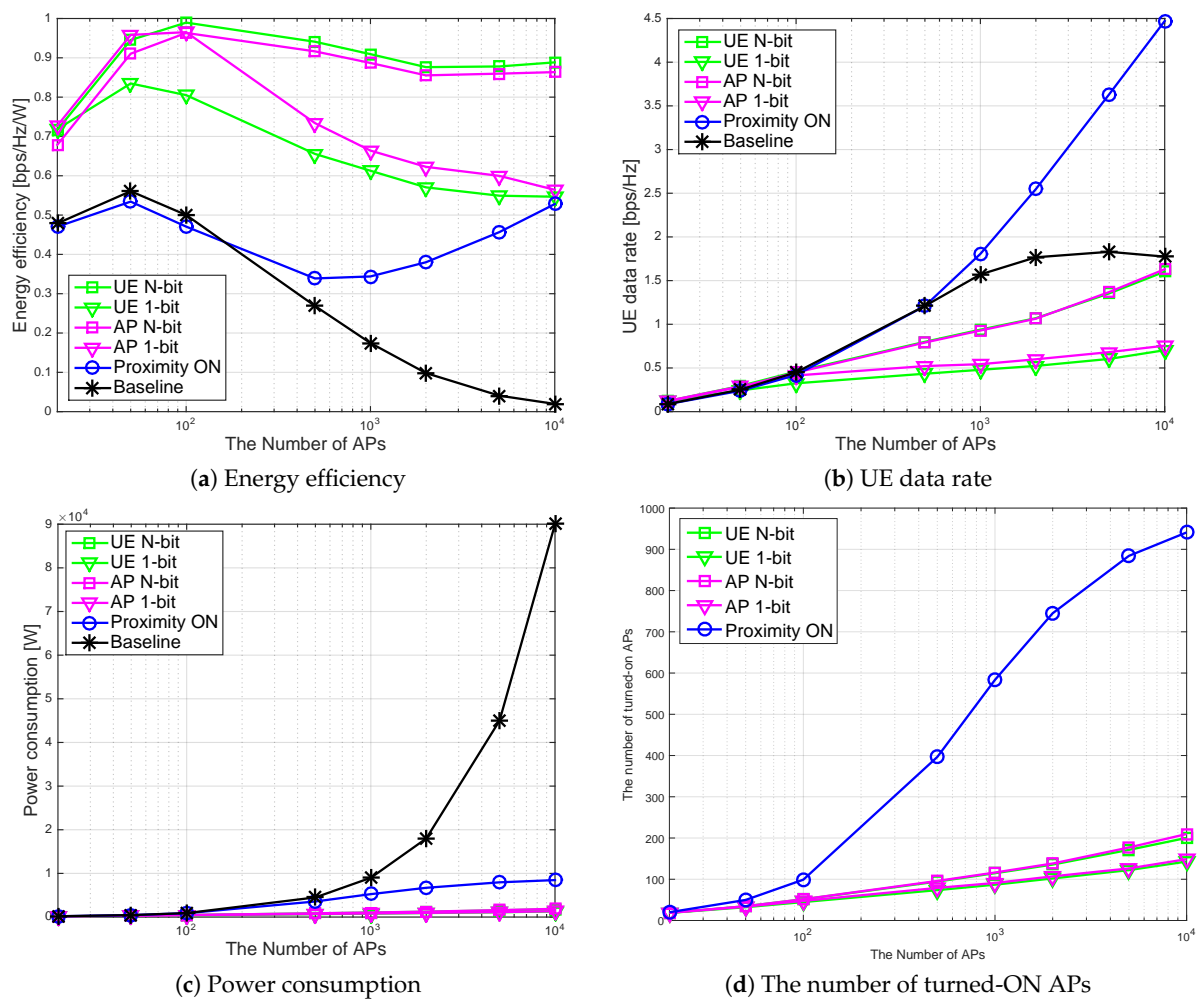 1
0.9
0.8
0.7
0.6
0.5
0.4
0.3
0.2
0.1
0
Energy efficiency [bps/Hz/W]
UE N-bit
UE 1-bit
AP N-bit
AP 1-bit
Proximity ON
Baseline
10^2 10^3 10^4
The Number of APs
(a) Energy efficiency
4.5
4
3.5
3
2.5
2
1.5
1
0.5
0
UE data rate [bps/Hz]
UE N-bit
UE 1-bit
AP N-bit
AP 1-bit
Proximity ON
Baseline
10^2 10^3 10^4
The Number of APs
(b) UE data rate
×10^4
9
8
7
6
5
4
3
2
1
0
Power consumption [W]
UE N-bit
UE 1-bit
AP N-bit
AP 1-bit
Proximity ON
Baseline
10^2 10^3 10^4
The Number of APs
(c) Power consumption
1000
900
800
700
600
500
400
300
200
100
0
The number of turned-on APs
UE N-bit
UE 1-bit
AP N-bit
AP 1-bit
Proximity ON
10^2 10^3 10^4
The Number of APs
(d) The number of turned-ON APs